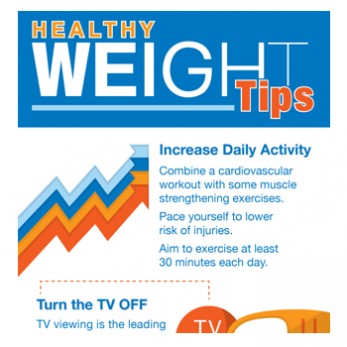 HEALTHY
WEIGHT
Tips
Increase Daily Activity
Combine a cardiovascular
workout with some muscle
strengthening exercises.
Pace yourself to lower
risk of injuries.
Aim to exercise at least
30 minutes each day.
Turn the TV OFF
TV viewing is the leading
TV